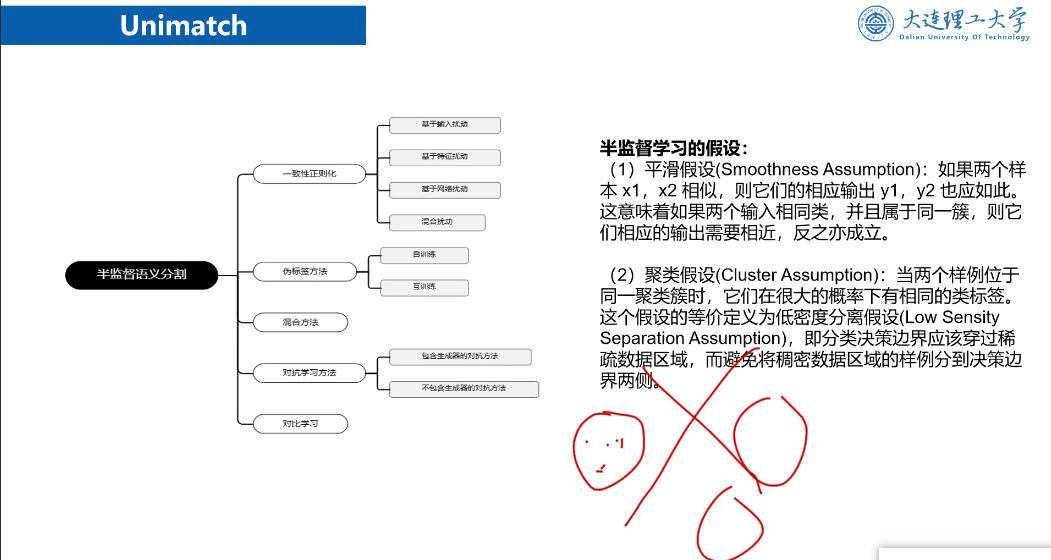 Unimatch
大连理工大学
Dalian University Of Technology
半监督语义分割
一致性正则化
基于输入扰动
基于特征扰动
基于网络扰动
混合扰动
伪标签方法
自训练
互训练
混合方法
对抗学习方法
包含生成器的对抗方法
不包含生成器的对抗方法
对比学习
半监督学习的假设：
（1）平滑假设(Smoothness Assumption)：如果两个样
本 x1，x2 相似，则它们的相应输出 y1，y2 也应如此。
这意味着如果两个输入相同类，并且属于同一簇，则它
们相应的输出需要相近，反之亦成立。
（2）聚类假设(Cluster Assumption)：当两个样例位于
同一聚类簇时，它们在很大的概率下有相同的类标签。
这个假设的等价定义为低密度分离假设(Low Sensity
Separation Assumption)，即分类决策边界应该穿过稀
疏数据区域，而避免将稠密数据区域的样例分到决策边
界两侧。